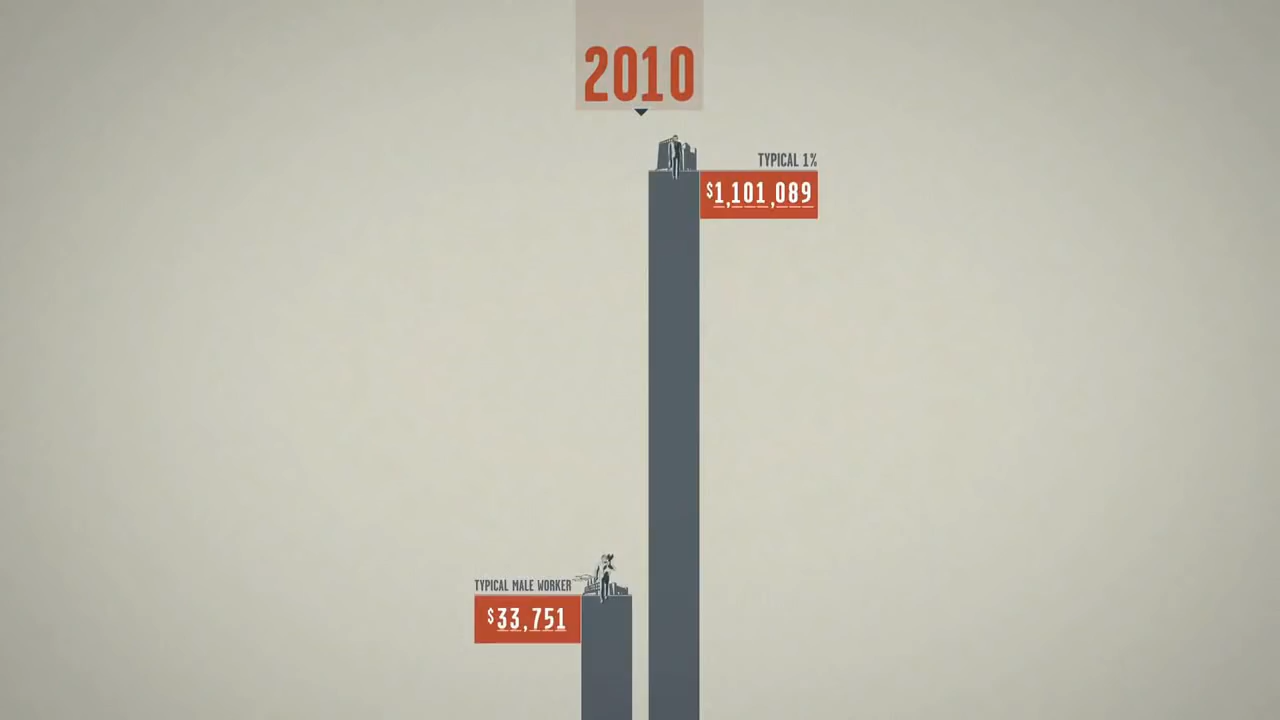 2010
TYPICAL 1%
$1,101,089
TYPICAL MALE WORKER
$33,751